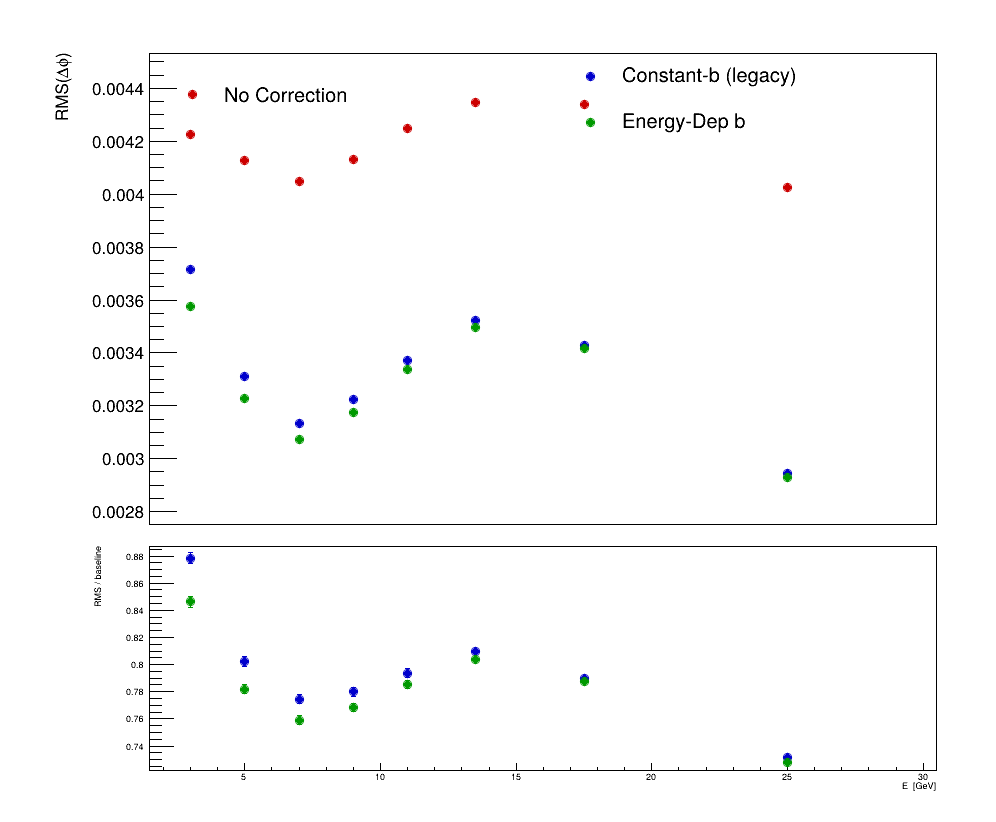 RMS(Δϕ)
No Correction
Constant-b (legacy)
Energy-Dep b
0.0044
0.0042
0.004
0.0038
0.0036
0.0034
0.0032
0.003
0.0028
RMS / baseline
0.88
0.86
0.84
0.82
0.8
0.78
0.76
0.74
5 10 15 20 25 30
E [GeV]